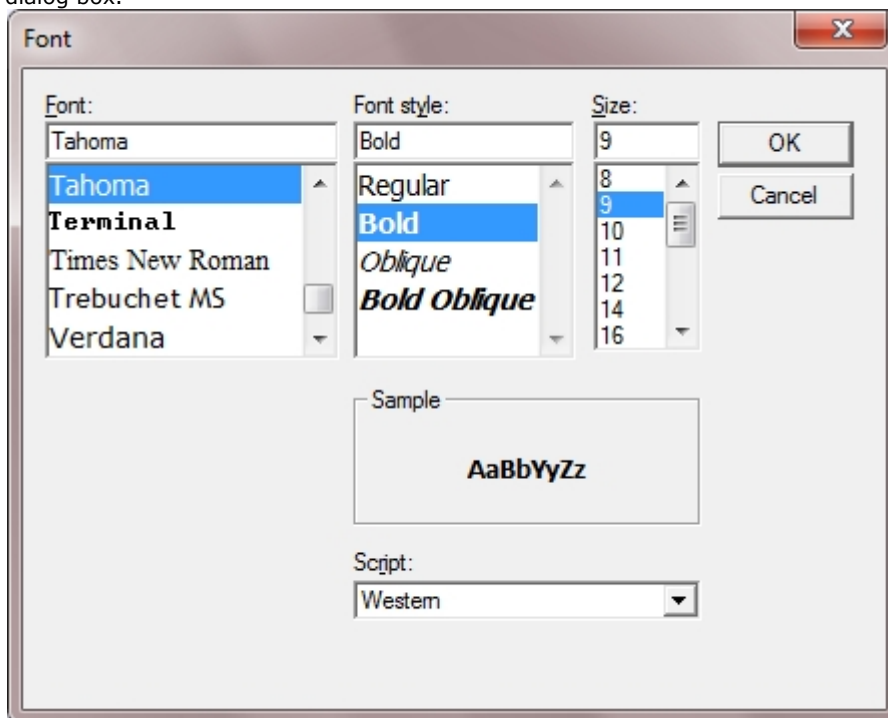 dialog box.
Font
Font: Font style: Size:
Tahoma Bold 9 OK
Tahoma Regular 8 Cancel
Terminal Bold 9
Times New Roman Oblique 10
Trebuchet MS Bold Oblique 11
Verdana 12
14
16
Sample
AaBbYyZz
Script:
Western